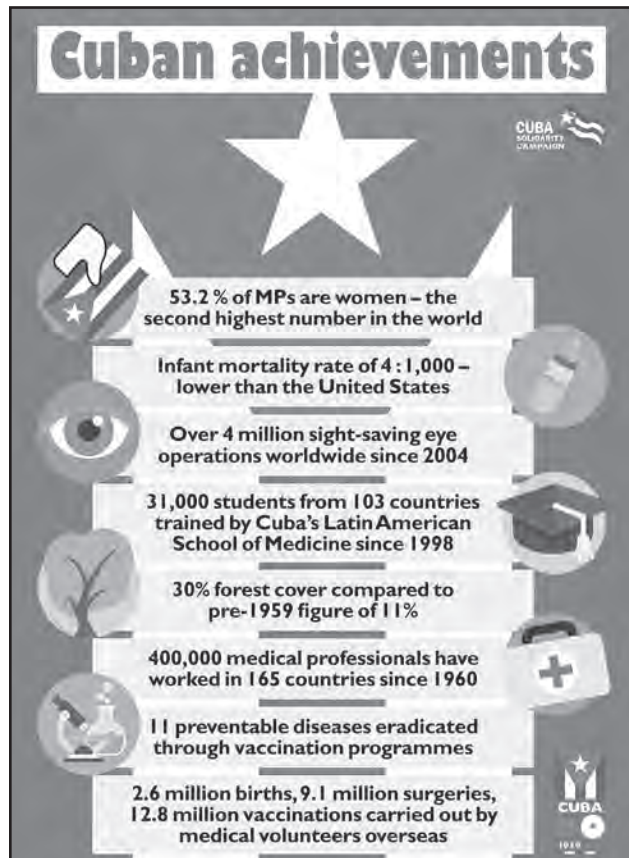 Cuban achievements
CUBA
SOLIDARITY
CAMPAIGN
53.2 % of MPs are women – the
second highest number in the world
Infant mortality rate of 4 : 1,000 –
lower than the United States
Over 4 million sight-saving eye
operations worldwide since 2004
31,000 students from 103 countries
trained by Cuba's Latin American
School of Medicine since 1998
30% forest cover compared to
pre-1959 figure of 11%
400,000 medical professionals have
worked in 165 countries since 1960
11 preventable diseases eradicated
through vaccination programmes
2.6 million births, 9.1 million surgeries,
12.8 million vaccinations carried out by
medical volunteers overseas
CUBA